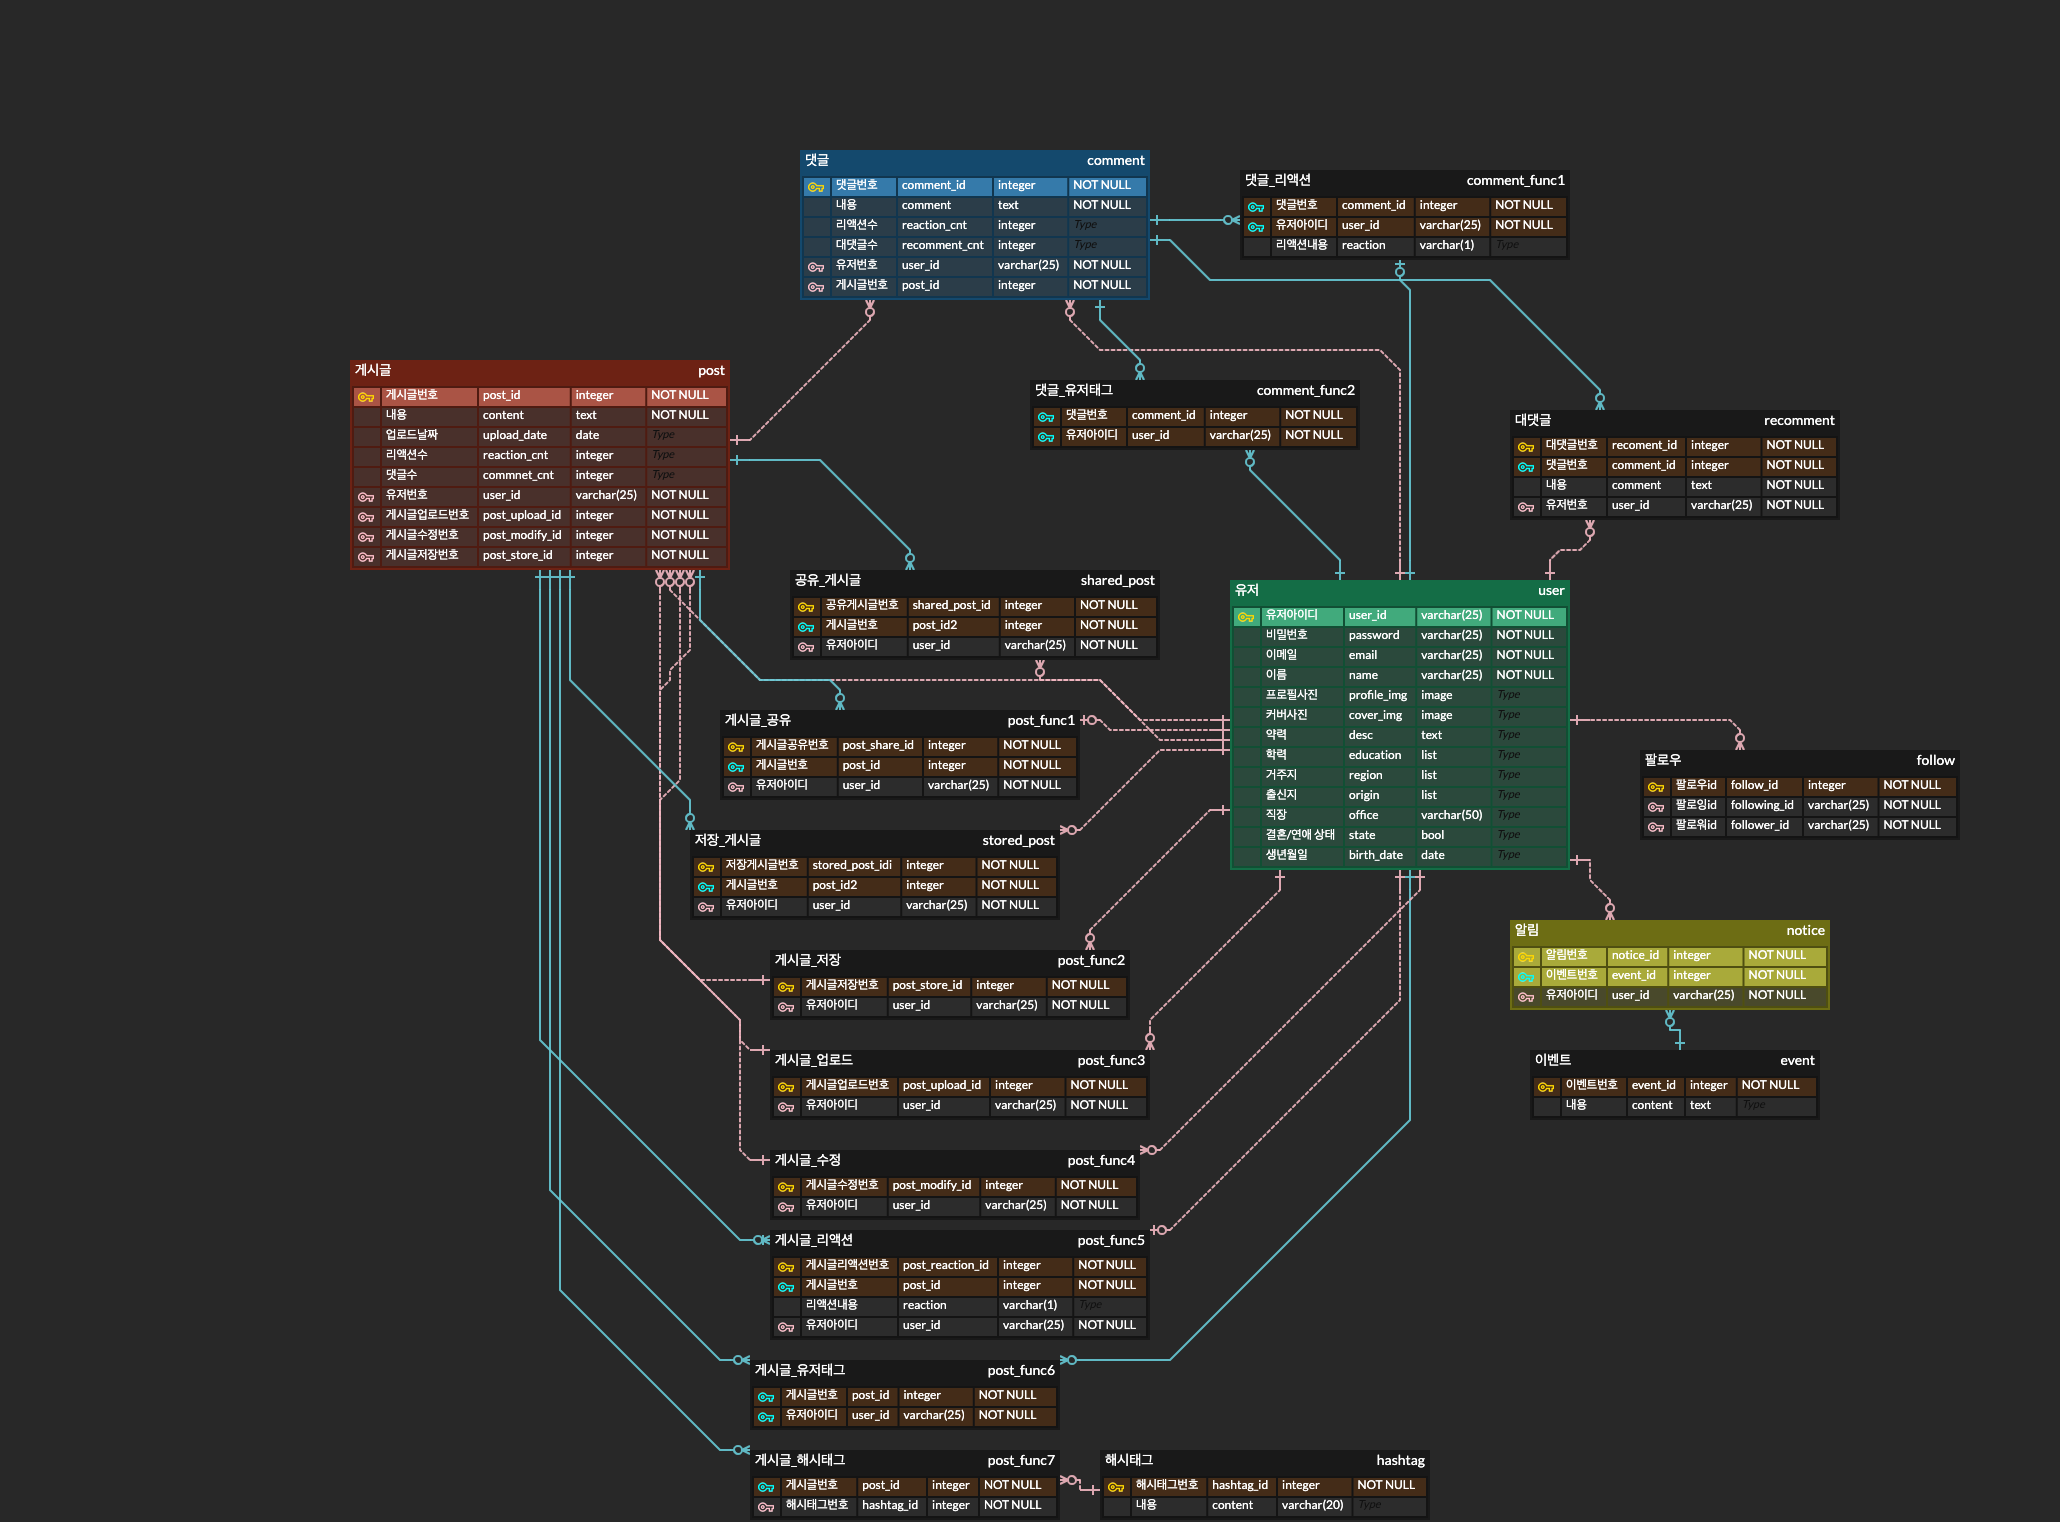 댓글 comment
댓글번호 comment_id integer NOT NULL
내용 comment text NOT NULL
리액션수 reaction_cnt integer Type
대댓글수 recomment_cnt integer Type
유저번호 user_id varchar(25) NOT NULL
게시글번호 post_id integer NOT NULL
댓글_리액션 comment_func1
댓글번호 comment_id integer NOT NULL
유저아이디 user_id varchar(25) NOT NULL
리액션내용 reaction varchar(1) Type
게시글 post
게시글번호 post_id integer NOT NULL
내용 content text NOT NULL
업로드날짜 upload_date date Type
리액션수 reaction_cnt integer Type
댓글수 commnet_cnt integer Type
유저번호 user_id varchar(25) NOT NULL
게시글업로드번호 post_upload_id integer NOT NULL
게시글수정번호 post_modify_id integer NOT NULL
게시글저장번호 post_store_id integer NOT NULL
댓글_유저태그 comment_func2
댓글번호 comment_id integer NOT NULL
유저아이디 user_id varchar(25) NOT NULL
대댓글 recomment
대댓글번호 recoment_id integer NOT NULL
댓글번호 comment_id integer NOT NULL
내용 comment text NOT NULL
유저번호 user_id varchar(25) NOT NULL
공유_게시글 shared_post
공유게시글번호 shared_post_id integer NOT NULL
게시글번호 post_id2 integer NOT NULL
유저아이디 user_id varchar(25) NOT NULL
유저 user
유저아이디 user_id varchar(25) NOT NULL
비밀번호 password varchar(25) NOT NULL
이메일 email varchar(25) NOT NULL
이름 name varchar(25) NOT NULL
프로필사진 profile_img image Type
커버사진 cover_img image Type
약력 desc text Type
학력 education list Type
거주지 region list Type
출신지 origin list Type
직장 office varchar(50) Type
결혼/연애 상태 state bool Type
생년월일 birth_date date Type
게시글_공유 post_func1
게시글공유번호 post_share_id integer NOT NULL
게시글번호 post_id integer NOT NULL
유저아이디 user_id varchar(25) NOT NULL
팔로우 follow
팔로우id follow_id integer NOT NULL
팔로잉id following_id varchar(25) NOT NULL
팔로워id follower_id varchar(25) NOT NULL
저장_게시글 stored_post
저장게시글번호 stored_post_idi integer NOT NULL
게시글번호 post_id2 integer NOT NULL
유저아이디 user_id varchar(25) NOT NULL
알림 notice
알림번호 notice_id integer NOT NULL
이벤트번호 event_id integer NOT NULL
유저아이디 user_id varchar(25) NOT NULL
게시글_저장 post_func2
게시글저장번호 post_store_id integer NOT NULL
유저아이디 user_id varchar(25) NOT NULL
게시글_업로드 post_func3
게시글업로드번호 post_upload_id integer NOT NULL
유저아이디 user_id varchar(25) NOT NULL
이벤트 event
이벤트번호 event_id integer NOT NULL
내용 content text Type
게시글_수정 post_func4
게시글수정번호 post_modify_id integer NOT NULL
유저아이디 user_id varchar(25) NOT NULL
게시글_리액션 post_func5
게시글리액션번호 post_reaction_id integer NOT NULL
게시글번호 post_id integer NOT NULL
리액션내용 reaction varchar(1) Type
유저아이디 user_id varchar(25) NOT NULL
게시글_유저태그 post_func6
게시글번호 post_id integer NOT NULL
유저아이디 user_id varchar(25) NOT NULL
게시글_해시태그 post_func7
게시글번호 post_id integer NOT NULL
해시태그번호 hashtag_id integer NOT NULL
해시태그 hashtag
해시태그번호 hashtag_id integer NOT NULL
내용 content varchar(20) Type